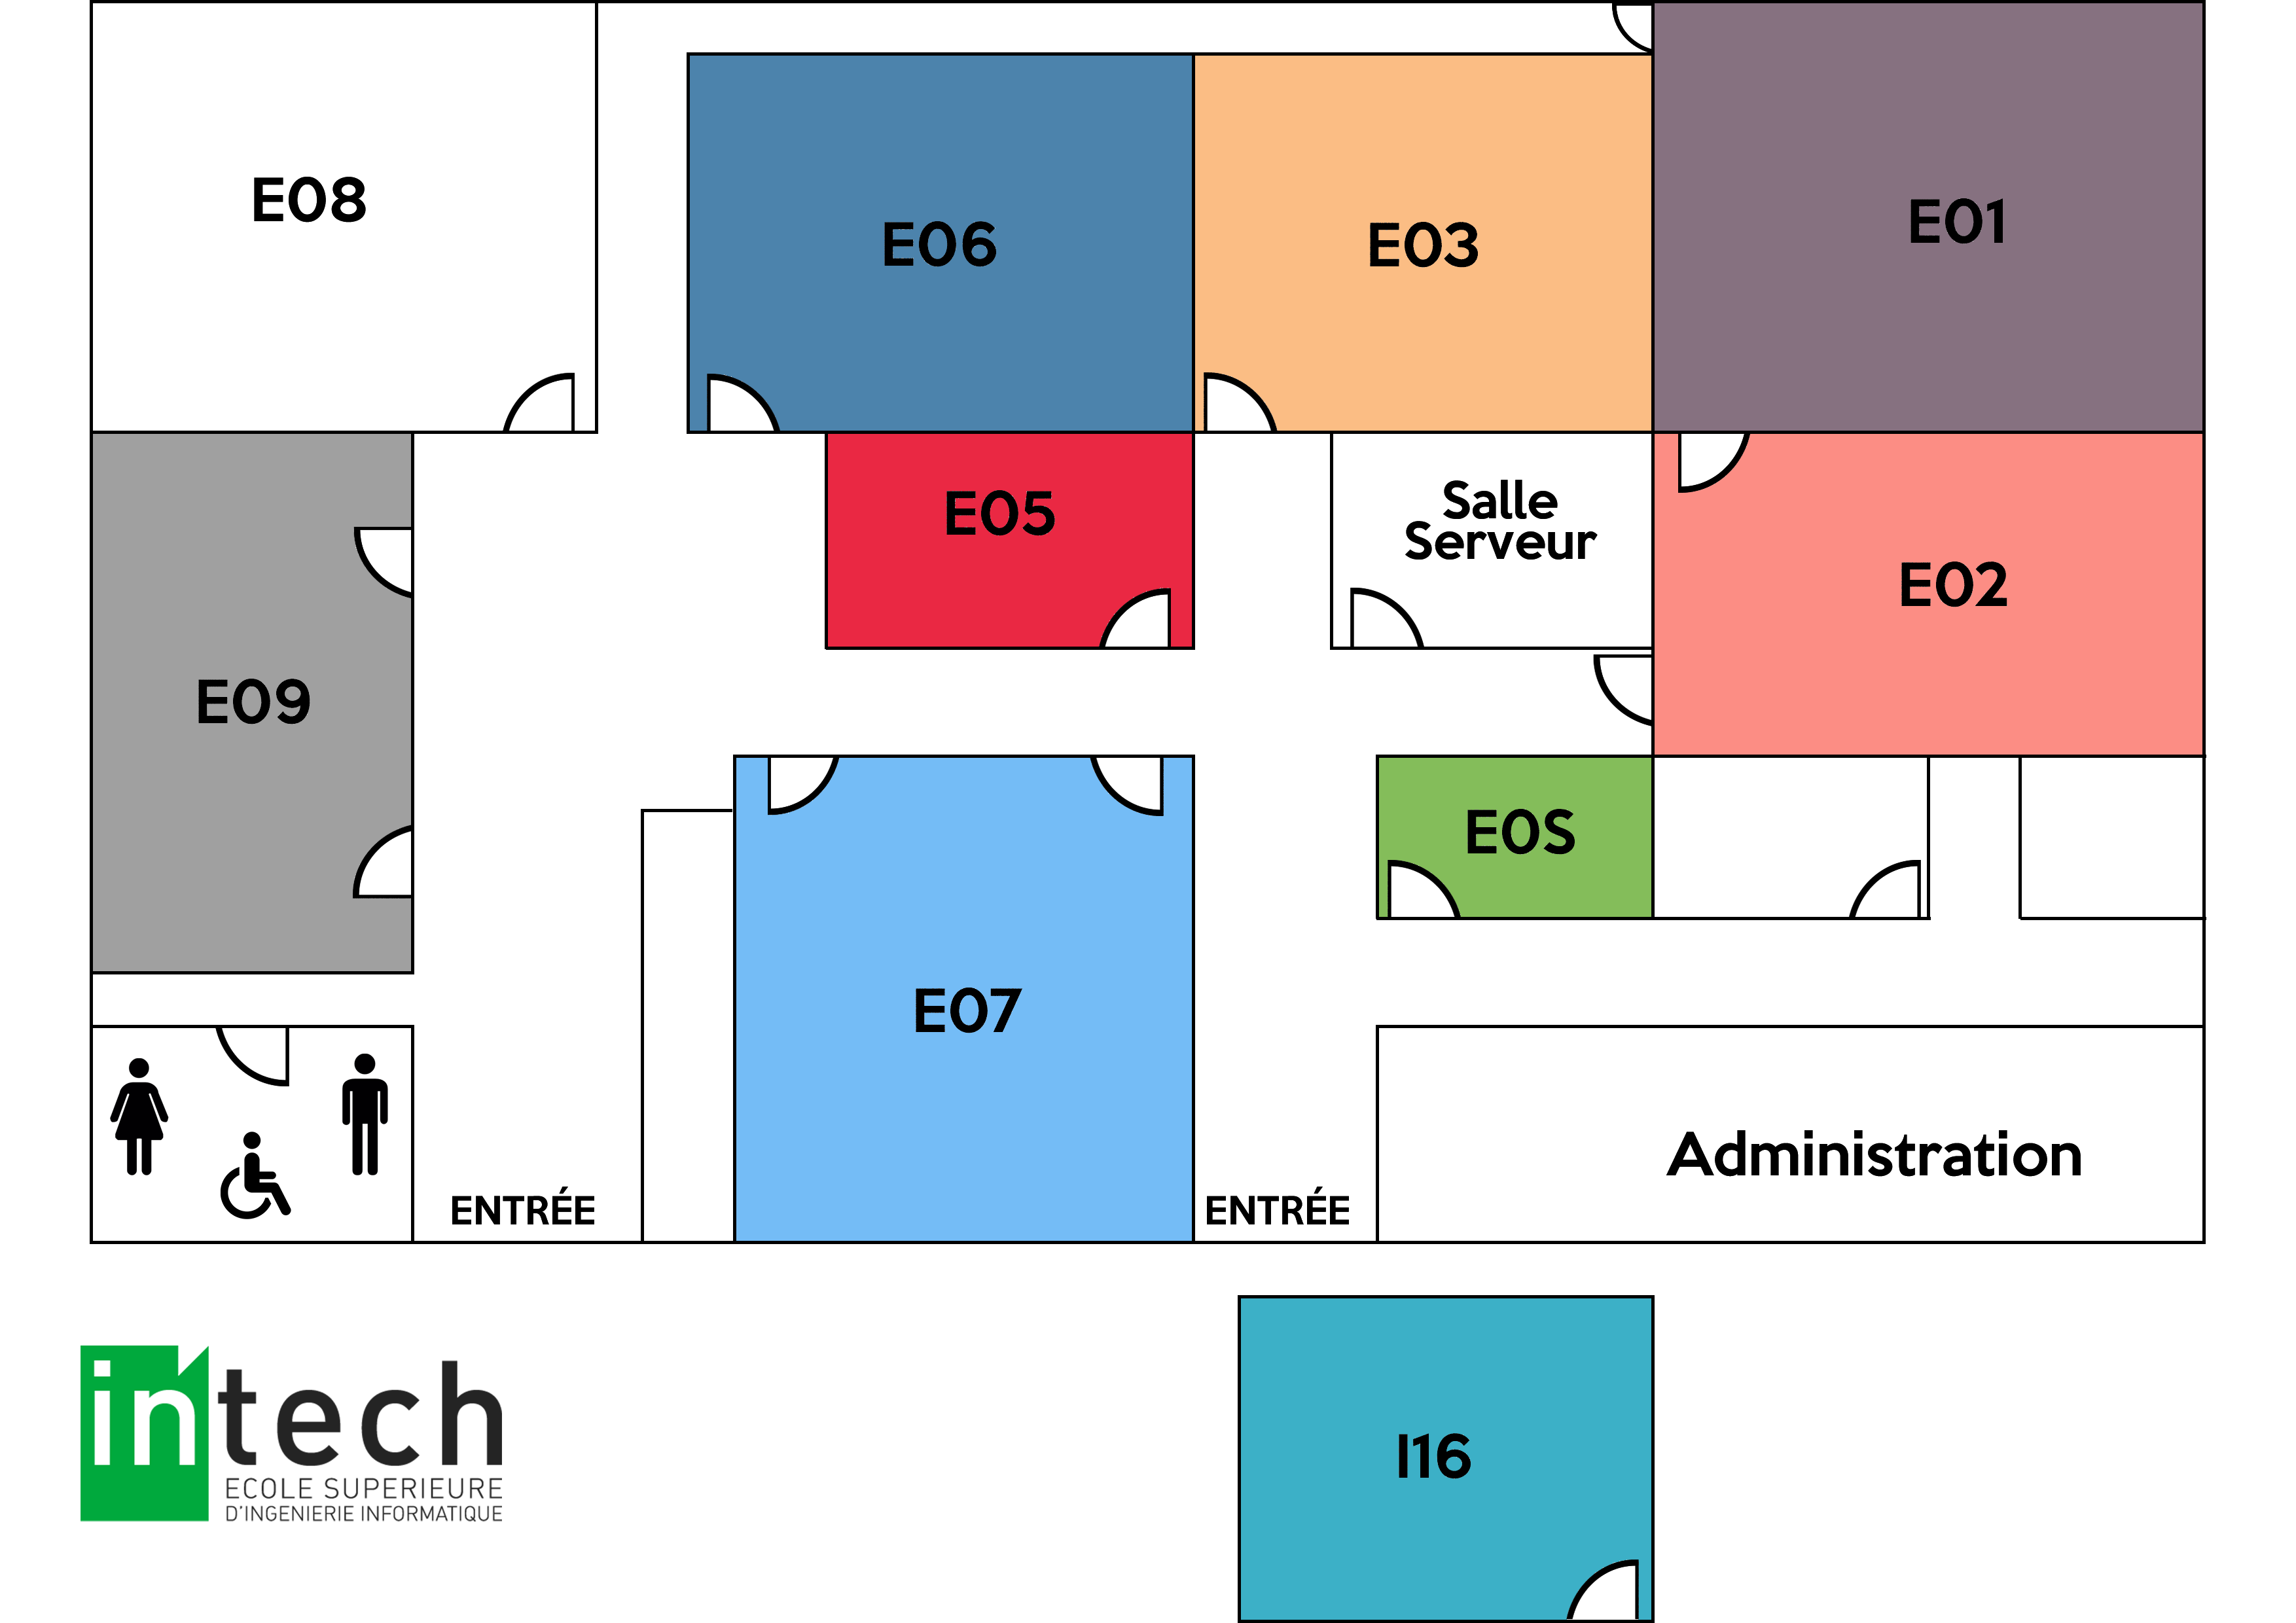 E08
E06
E03
E01
E05
Salle
Serveur
E02
E09
E0S
E07
Administration
ENTRÉE
ENTRÉE
I16
intech
ECOLE SUPERIEURE
D'INGENIERIE INFORMATIQUE